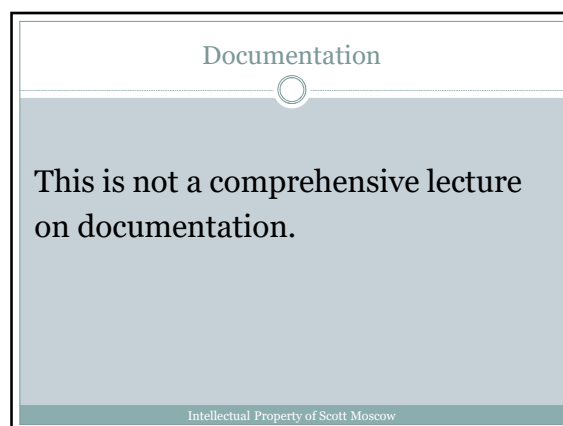 Documentation
This is not a comprehensive lecture
on documentation.
Intellectual Property of Scott Moscow